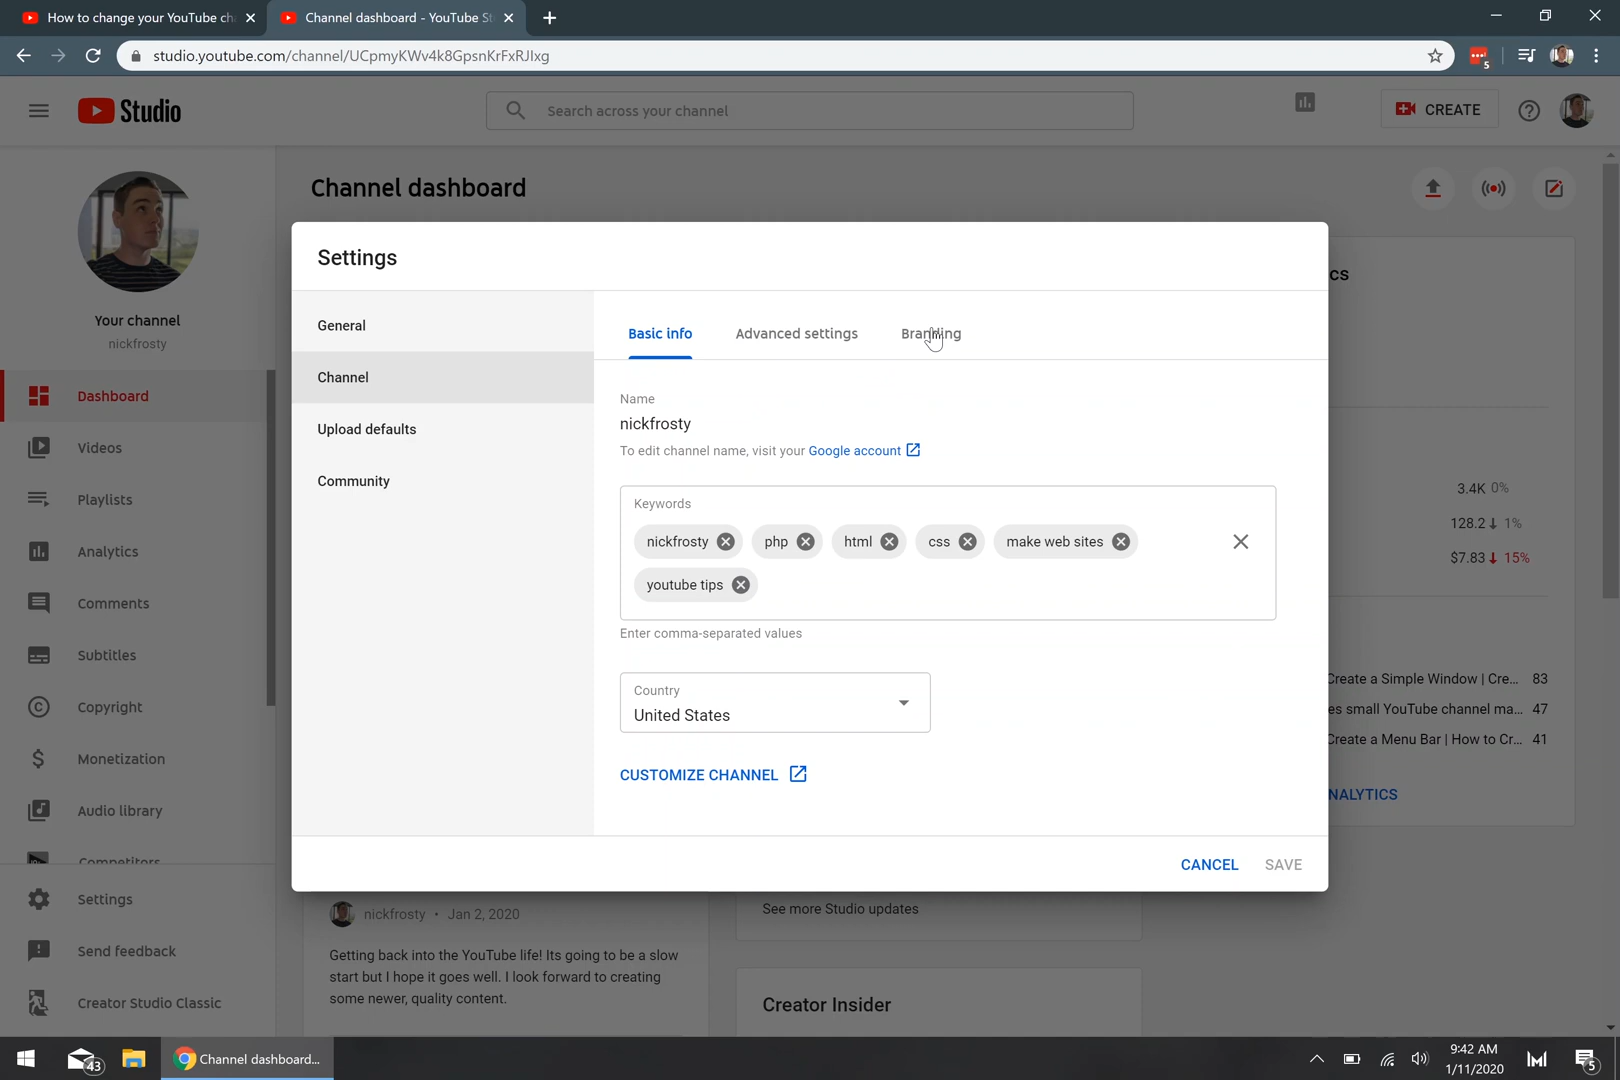 How to change your YouTube ch
Channel dashboard - YouTube St
studio.youtube.com/channel/UCpmyKWv4k8GpsnKrFxRJIxg
5
Studio
Search across your channel
CREATE
Channel dashboard
Your channel
nickfrosty
Dashboard
Videos
Playlists
Analytics
Comments
Subtitles
Copyright
Monetization
Audio library
Competitors
Settings
Send feedback
Creator Studio Classic
Settings
General
Channel
Upload defaults
Community
Basic info
Advanced settings
Branding
Name
nickfrosty
To edit channel name, visit your Google account
Keywords
nickfrosty
php
html
css
make web sites
youtube tips
Enter comma-separated values
Country
United States
CUSTOMIZE CHANNEL
CANCEL
SAVE
cs
3.4K 0%
128.2 1%
$7.83 15%
Create a Simple Window | Cre... 83
es small YouTube channel ma... 47
Create a Menu Bar | How to Cr... 41
NALYTICS
nickfrosty • Jan 2, 2020
Getting back into the YouTube life! Its going to be a slow
start but I hope it goes well. I look forward to creating
some newer, quality content.
See more Studio updates
Creator Insider
43
Channel dashboard...
9:42 AM
1/11/2020
5